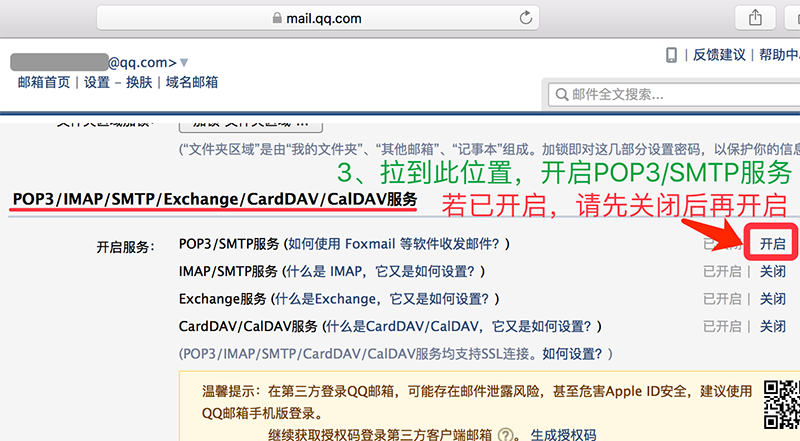 mail.qq.com
@qq.com>
反馈建议 | 帮助中
邮箱首页 | 设置 - 换肤 | 域名邮箱
邮件全文搜索...
(“文件夹区域”是由“我的文件夹”、“其他邮箱”、“记事本”组成。加锁即对这几部分设置密码，以保护你的信息
3、拉到此位置，开启POP3/SMTP服务
POP3/IMAP/SMTP/Exchange/CardDAV/CalDAV服务
若已开启，请先关闭后再开启
开启服务： POP3/SMTP服务 (如何使用 Foxmail 等软件收发邮件？) 开启
IMAP/SMTP服务 (什么是 IMAP，它又是如何设置？) 已开启 | 关闭
Exchange服务 (什么是Exchange，它又是如何设置？) 已开启 | 关闭
CardDAV/CalDAV服务 (什么是CardDAV/CalDAV，它又是如何设置？) 已开启 | 关闭
(POP3/IMAP/SMTP/CardDAV/CalDAV服务均支持SSL连接。如何设置？)
温馨提示：在第三方登录QQ邮箱，可能存在邮件泄露风险，甚至危害Apple ID安全，建议使用
QQ邮箱手机版登录。
继续获取授权码登录第三方客户端邮箱 ?。 生成授权码